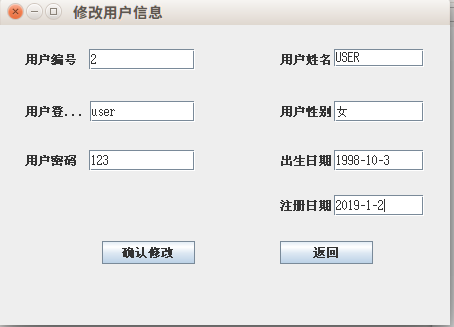 修改用户信息
用户编号 2 用户姓名 USER
用户登... user 用户性别 女
用户密码 123 出生日期 1998-10-3
注册日期 2019-1-2
确认修改 返回